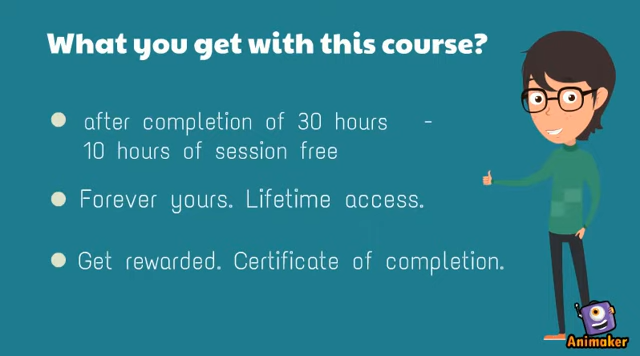 What you get with this course?
after completion of 30 hours -
10 hours of session free
Forever yours. Lifetime access.
Get rewarded. Certificate of completion.
Animaker